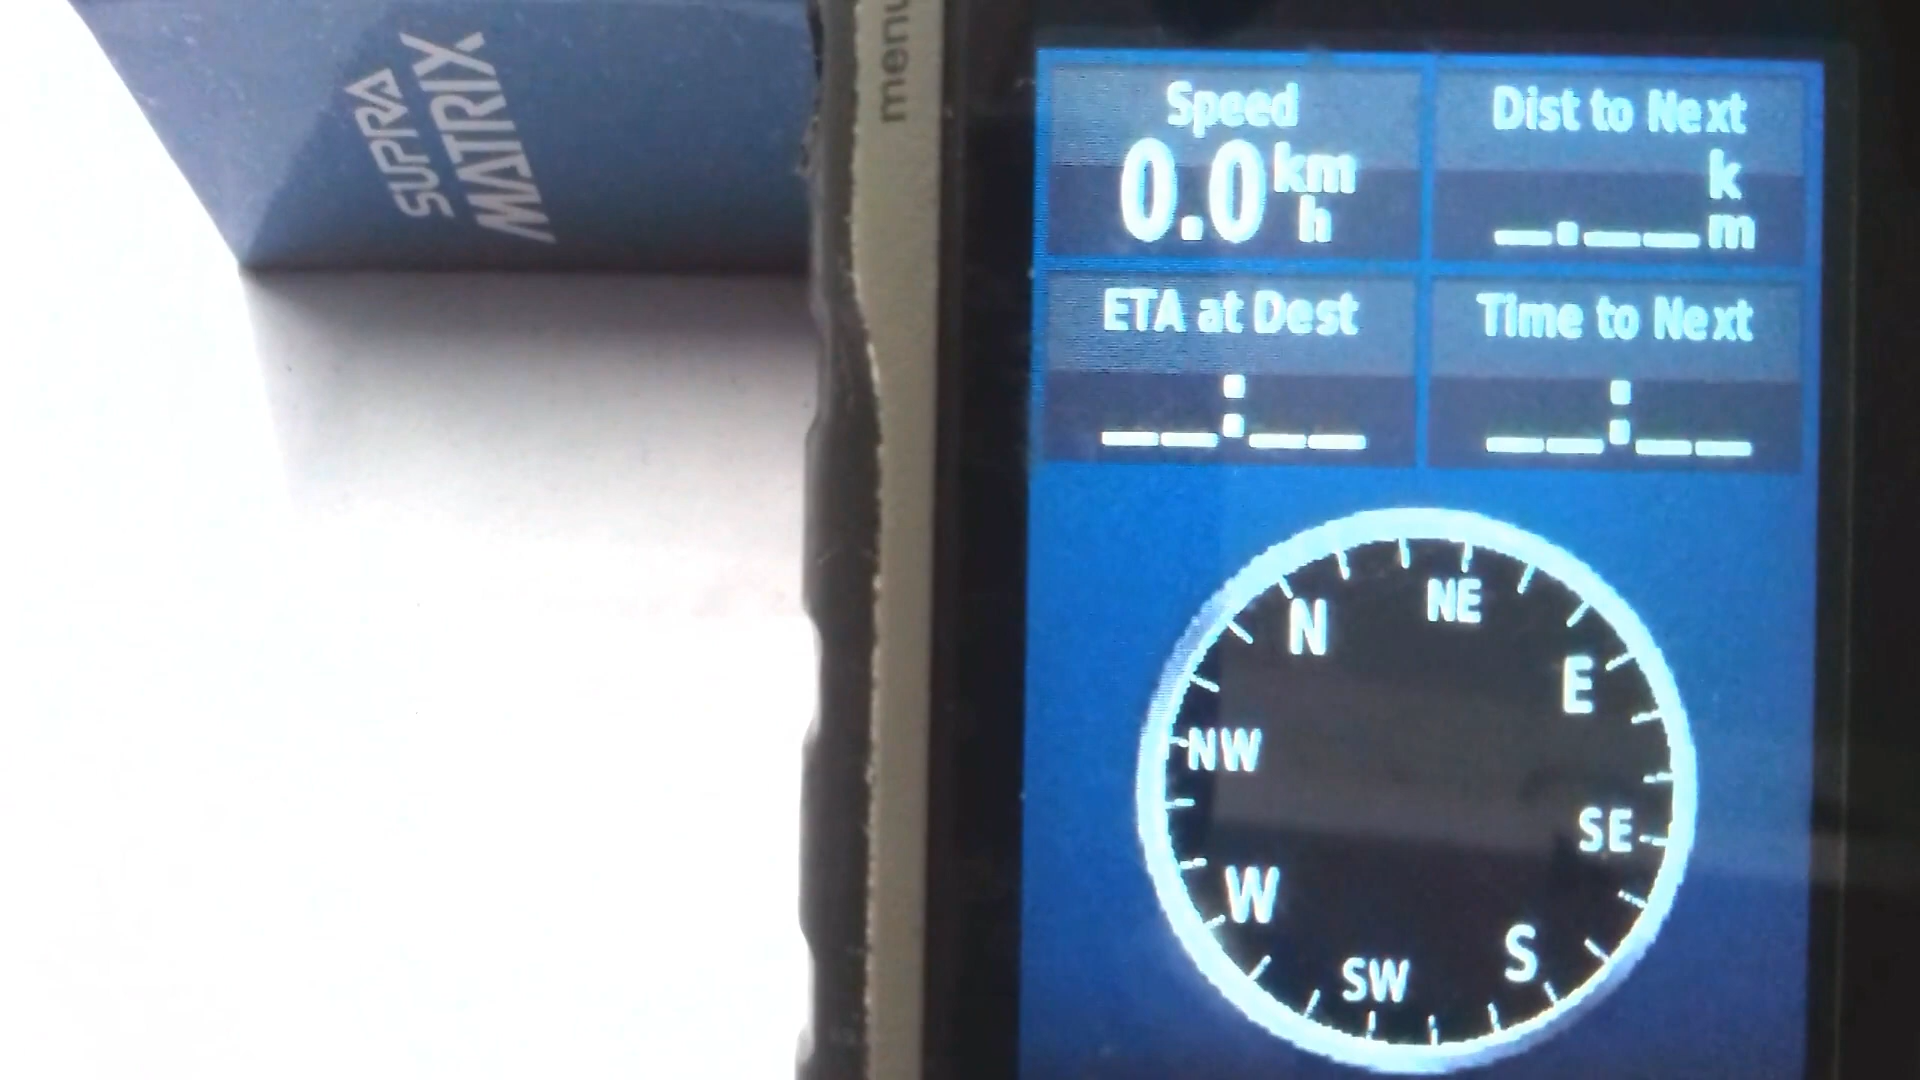 SUPRA
MATRIX
menu
Speed
0.0 km h
Dist to Next
_._ _ km
ETA at Dest
_ _:_ _
Time to Next
_ _:_ _
N
NE
E
NW
SE
W
S
SW